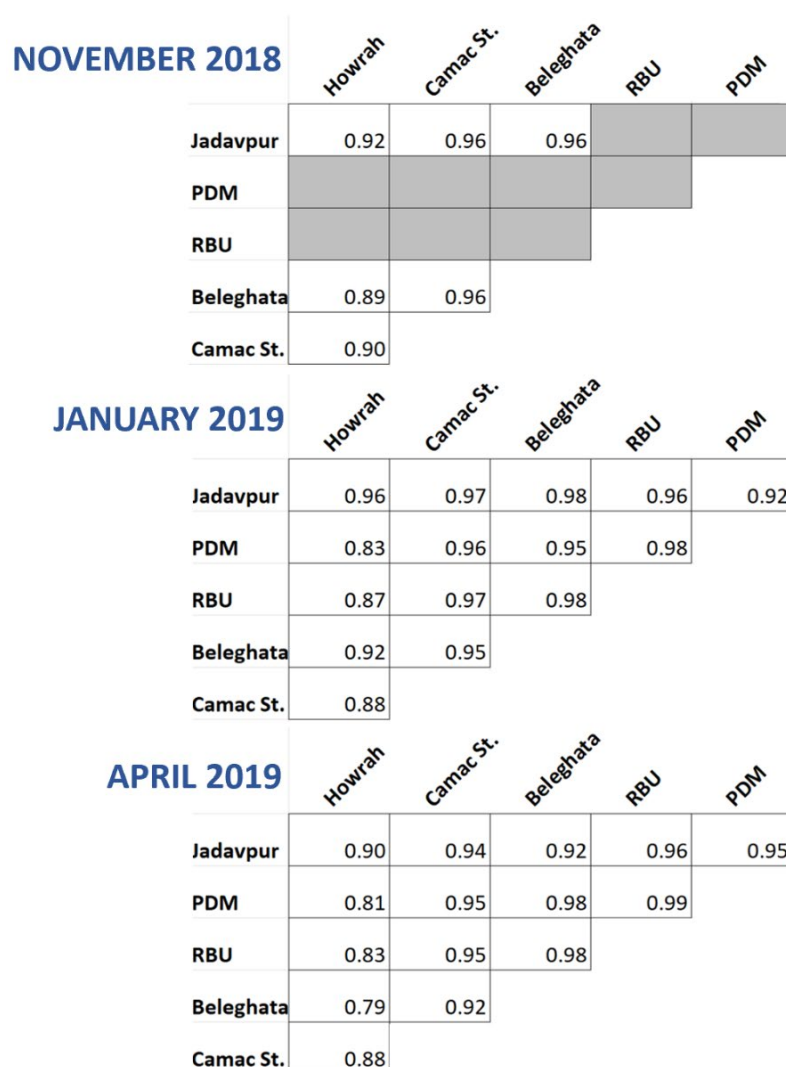 NOVEMBER 2018 Howrah Camac St. Beleghata RBU PDM
Jadavpur 0.92 0.96 0.96
PDM
RBU
Beleghata 0.89 0.96
Camac St. 0.90
JANUARY 2019 Howrah Camac St. Beleghata RBU PDM
Jadavpur 0.96 0.97 0.98 0.96 0.92
PDM 0.83 0.96 0.95 0.98
RBU 0.87 0.97 0.98
Beleghata 0.92 0.95
Camac St. 0.88
APRIL 2019 Howrah Camac St. Beleghata RBU PDM
Jadavpur 0.90 0.94 0.92 0.96 0.95
PDM 0.81 0.95 0.98 0.99
RBU 0.83 0.95 0.98
Beleghata 0.79 0.92
Camac St. 0.88